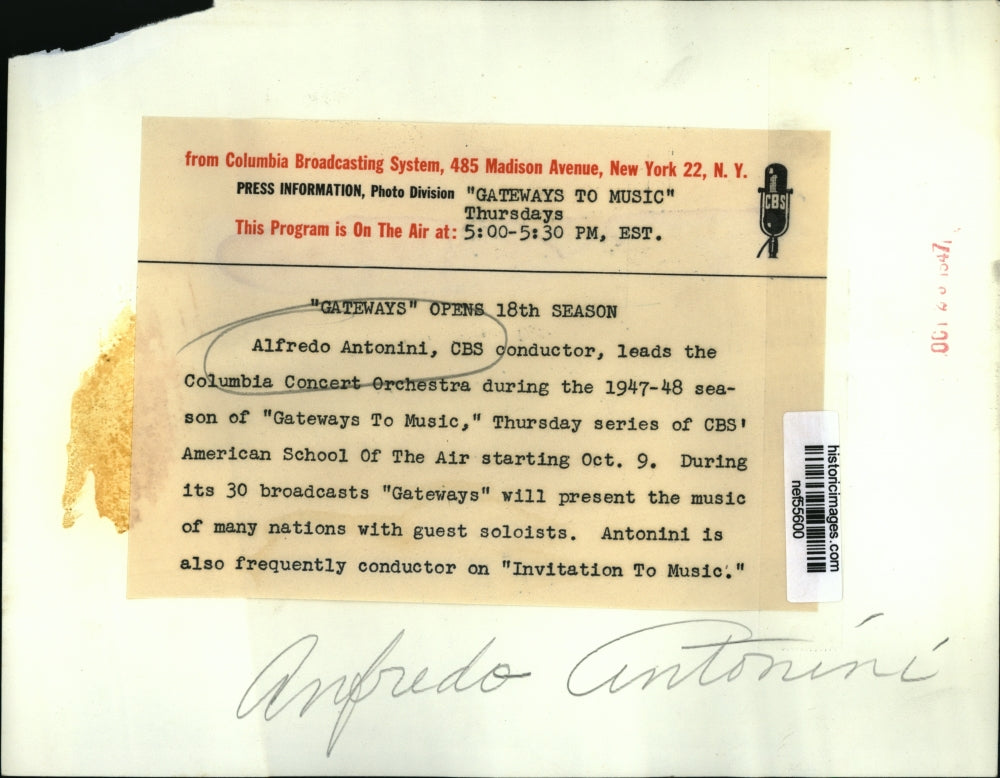 from Columbia Broadcasting System, 485 Madison Avenue, New York 22, N. Y.
PRESS INFORMATION, Photo Division "GATEWAYS TO MUSIC"
Thursdays
This Program is On The Air at: 5:00-5:30 PM, EST.
CBS
"GATEWAYS" OPENS 18th SEASON
Alfredo Antonini, CBS conductor, leads the
Columbia Concert Orchestra during the 1947-48 sea-
son of "Gateways To Music," Thursday series of CBS'
American School Of The Air starting Oct. 9. During
its 30 broadcasts "Gateways" will present the music
of many nations with guest soloists. Antonini is
also frequently conductor on "Invitation To Music."
historicimages.com
nef55600
Anfredo Antonini